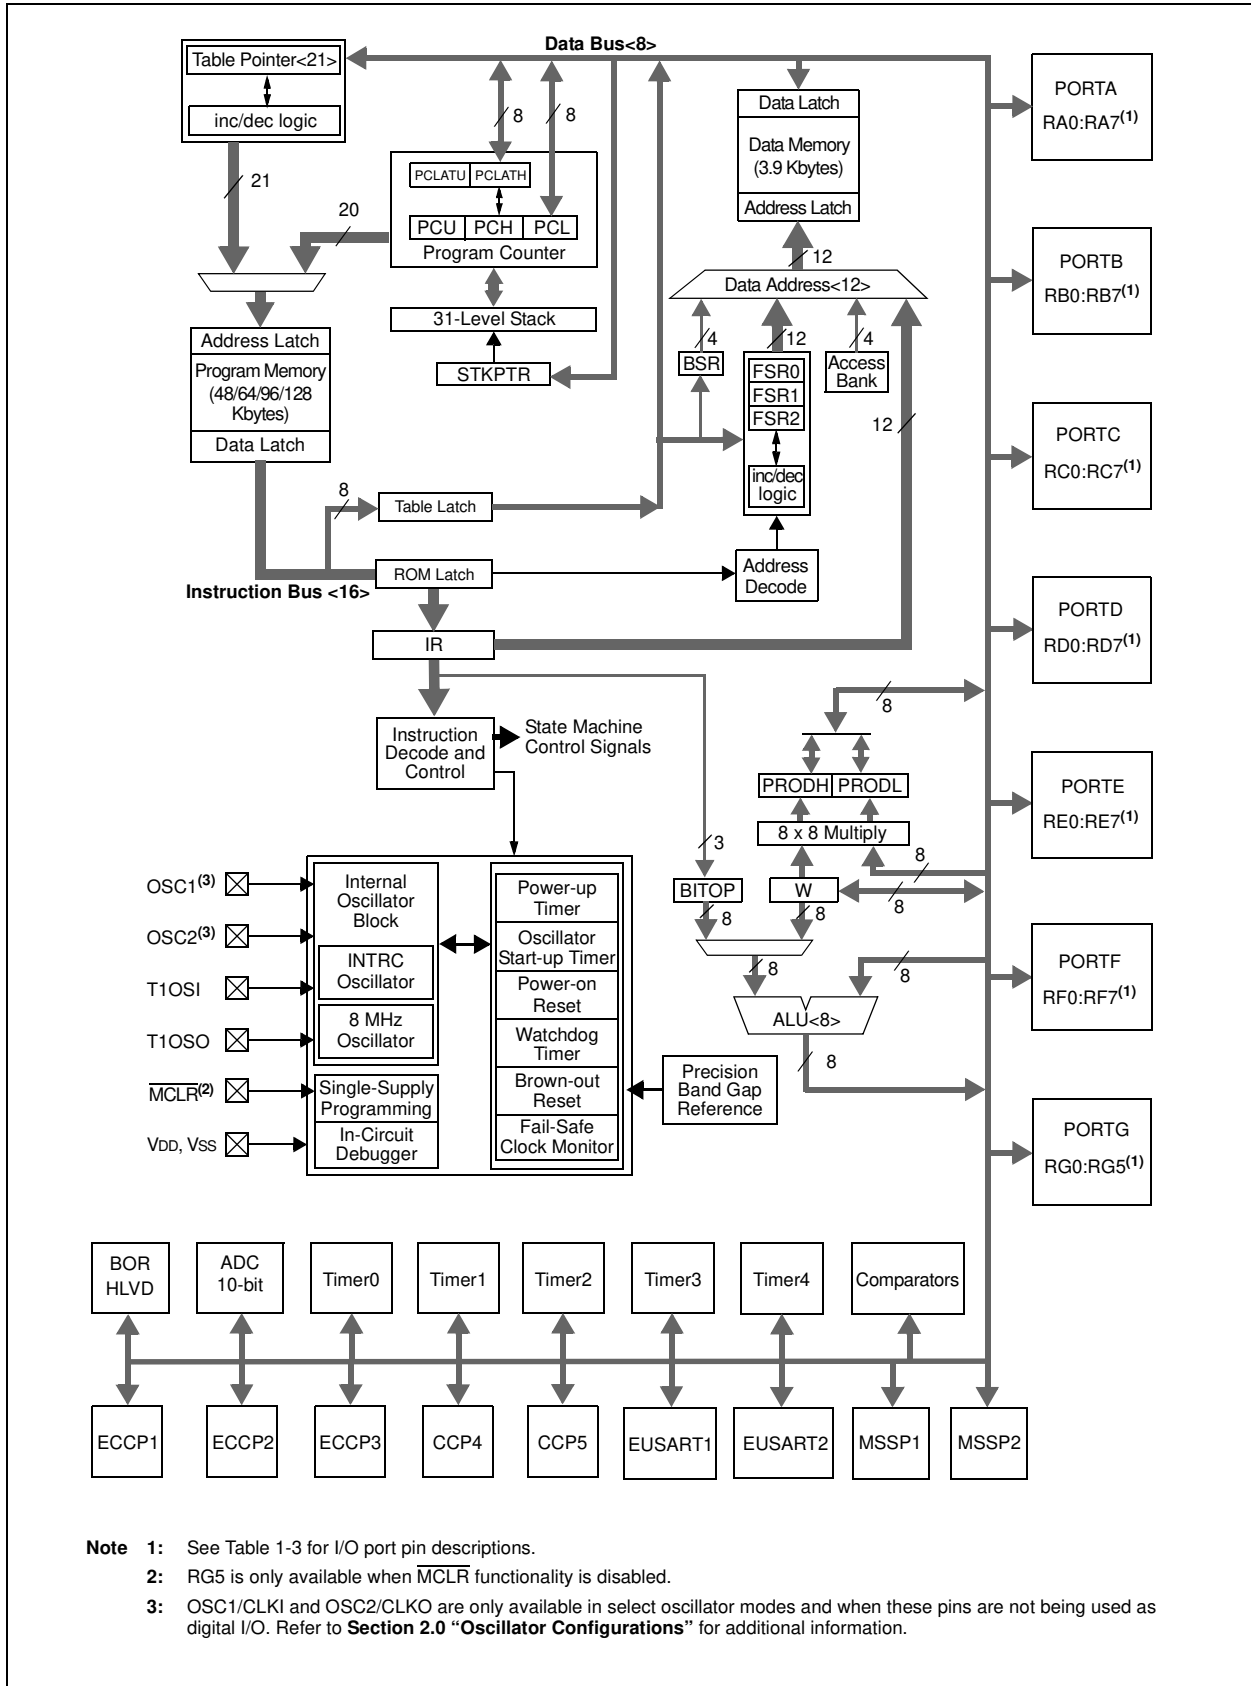 Data Bus<8>
Table Pointer<21>
inc/dec logic
21
20
8
8
PCLATU PCLATH
PCU PCH PCL
Program Counter
31-Level Stack
STKPTR
Address Latch
Program Memory
(48/64/96/128
Kbytes)
Data Latch
8
Table Latch
Instruction Bus <16>
ROM Latch
IR
Data Latch
Data Memory
(3.9 Kbytes)
Address Latch
12
Data Address<12>
4
12
4
BSR
FSR0
FSR1
FSR2
Access
Bank
12
inc/dec
logic
Address
Decode
Instruction
Decode and
Control
State Machine
Control Signals
8
PRODH PRODL
8 x 8 Multiply
3
8
BITOP
W
8
8
8
8
8
ALU<8>
8
OSC1(3)
OSC2(3)
T1OSI
T1OSO
MCLR(2)
VDD, VSS
Internal
Oscillator
Block
INTRC
Oscillator
8 MHz
Oscillator
Single-Supply
Programming
In-Circuit
Debugger
Power-up
Timer
Oscillator
Start-up Timer
Power-on
Reset
Watchdog
Timer
Brown-out
Reset
Fail-Safe
Clock Monitor
Precision
Band Gap
Reference
PORTA
RA0:RA7(1)
PORTB
RB0:RB7(1)
PORTC
RC0:RC7(1)
PORTD
RD0:RD7(1)
PORTE
RE0:RE7(1)
PORTF
RF0:RF7(1)
PORTG
RG0:RG5(1)
BOR
HLVD
ADC
10-bit
Timer0
Timer1
Timer2
Timer3
Timer4
Comparators
ECCP1
ECCP2
ECCP3
CCP4
CCP5
EUSART1
EUSART2
MSSP1
MSSP2
Note 1: See Table 1-3 for I/O port pin descriptions.
2: RG5 is only available when MCLR functionality is disabled.
3: OSC1/CLKI and OSC2/CLKO are only available in select oscillator modes and when these pins are not being used as
digital I/O. Refer to Section 2.0 “Oscillator Configurations” for additional information.